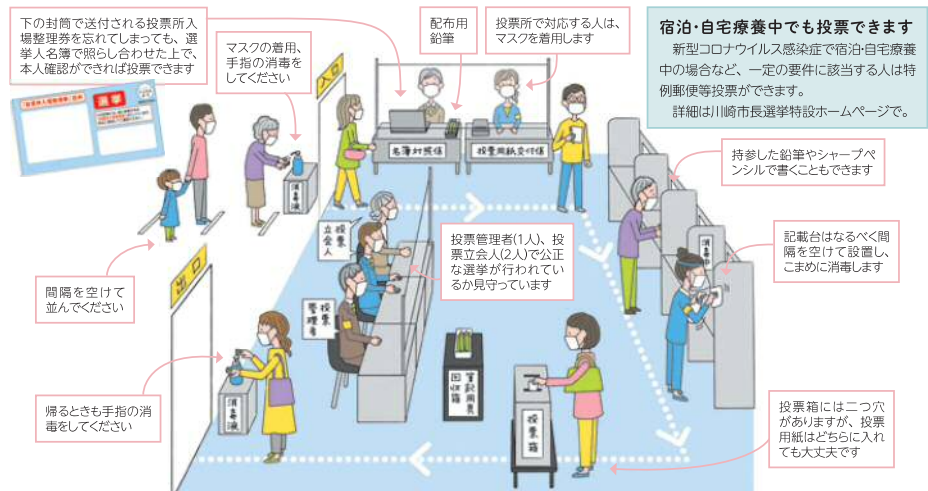 下の封筒で送付される投票所入
場整理券を忘れてしまっても、選
挙人名簿で照らし合わせた上で、
本人確認ができれば投票できます
マスクの着用、
手指の消毒を
してください
配布用
鉛筆
投票所で対応する人は、
マスクを着用します
宿泊・自宅療養中でも投票できます
新型コロナウイルス感染症で宿泊・自宅療養
中の場合など、一定の要件に該当する人は特
例郵便等投票ができます。
詳細は川崎市長選挙特設ホームページで。
選挙
入口
名簿対照係
投票用紙交付係
消毒液
持参した鉛筆やシャープペ
ンシルで書くこともできます
投票
立会人
投票管理者(1人)、投
票立会人(2人)で公正
な選挙が行われてい
るか見守っています
消毒中
記載台はなるべく間
隔を空けて設置し、
こまめに消毒します
間隔を空けて
並んでください
出口
投票
管理者
筆記用具
回収箱
投票箱
消毒液
帰るときも手指の消
毒をしてください
投票箱には二つ穴
がありますが、投票
用紙はどちらに入れ
ても大丈夫です